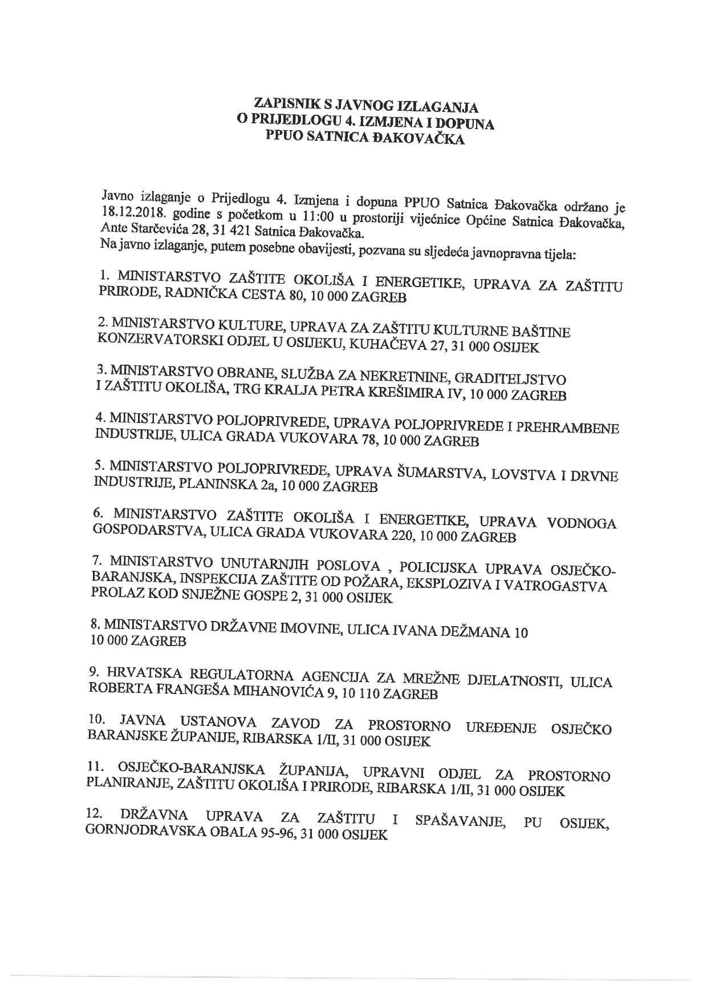 ZAPISNIK S JAVNOG IZLAGANJA
O PRIJEDLOGU 4. IZMJENA I DOPUNA
PPUO SATNICA ĐAKOVAČKA
Javno izlaganje o Prijedlogu 4. Izmjena i dopuna PPUO Satnica Đakovačka održano je
18.12.2018. godine s početkom u 11:00 u prostoriji vijećnice Općine Satnica Đakovačka,
Ante Starčevića 28, 31 421 Satnica Đakovačka.
Na javno izlaganje, putem posebne obavijesti, pozvana su sljedeća javnopravna tijela:
1. MINISTARSTVO ZAŠTITE OKOLIŠA I ENERGETIKE, UPRAVA ZA ZAŠTITU
PRIRODE, RADNIČKA CESTA 80, 10 000 ZAGREB
2. MINISTARSTVO KULTURE, UPRAVA ZA ZAŠTITU KULTURNE BAŠTINE
KONZERVATORSKI ODJEL U OSIJEKU, KUHAČEVA 27, 31 000 OSIJEK
3. MINISTARSTVO OBRANE, SLUŽBA ZA NEKRETNINE, GRADITELJSTVO
I ZAŠTITU OKOLIŠA, TRG KRALJA PETRA KREŠIMIRA IV, 10 000 ZAGREB
4. MINISTARSTVO POLJOPRIVREDE, UPRAVA POLJOPRIVREDE I PREHRAMBENE
INDUSTRIJE, ULICA GRADA VUKOVARA 78, 10 000 ZAGREB
5. MINISTARSTVO POLJOPRIVREDE, UPRAVA ŠUMARSTVA, LOVSTVA I DRVNE
INDUSTRIJE, PLANINSKA 2a, 10 000 ZAGREB
6. MINISTARSTVO ZAŠTITE OKOLIŠA I ENERGETIKE, UPRAVA VODNOGA
GOSPODARSTVA, ULICA GRADA VUKOVARA 220, 10 000 ZAGREB
7. MINISTARSTVO UNUTARNJIH POSLOVA , POLICIJSKA UPRAVA OSJEČKO-
BARANJSKA, INSPEKCIJA ZAŠTITE OD POŽARA, EKSPLOZIVA I VATROGASTVA
PROLAZ KOD SNJEŽNE GOSPE 2, 31 000 OSIJEK
8. MINISTARSTVO DRŽAVNE IMOVINE, ULICA IVANA DEŽMANA 10
10 000 ZAGREB
9. HRVATSKA REGULATORNA AGENCIJA ZA MREŽNE DJELATNOSTI, ULICA
ROBERTA FRANGEŠA MIHANOVIĆA 9, 10 110 ZAGREB
10. JAVNA USTANOVA ZAVOD ZA PROSTORNO UREĐENJE OSJEČKO
BARANJSKE ŽUPANIJE, RIBARSKA 1/II, 31 000 OSIJEK
11. OSJEČKO-BARANJSKA ŽUPANIJA, UPRAVNI ODJEL ZA PROSTORNO
PLANIRANJE, ZAŠTITU OKOLIŠA I PRIRODE, RIBARSKA 1/II, 31 000 OSIJEK
12. DRŽAVNA UPRAVA ZA ZAŠTITU I SPAŠAVANJE, PU OSIJEK,
GORNJODRAVSKA OBALA 95-96, 31 000 OSIJEK